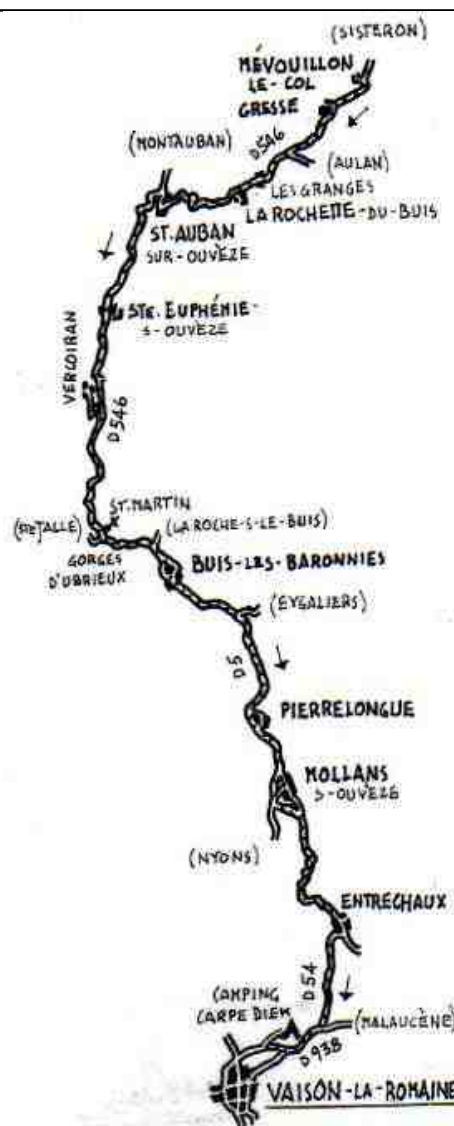 (SISTERON)
MÉVOUILLON
LE-COL
GRESSE
D546
(MONTAUBAN)
(AULAN)
LES GRANGES
LA ROCHETTE-DU-BUIS
ST.AUBAN
SUR-OUVÈZE
STE.EUPHÉMIE-
S-OUVÈZE
VERCOIRAN
D546
ST.MARTIN
(STE JALLE)
(LA ROCHE-S-LE-BUIS)
GORGES
D'UBRIEUX
BUIS-LES-BARONNIES
(EYGALIERS)
D5
PIERRELONGUE
MOLLANS
S-OUVÈZE
(NYONS)
ENTRECHAUX
D54
CAMPING
CARPE DIEM
(MALAUCÈNE)
D938
VAISON-LA-ROMAINE